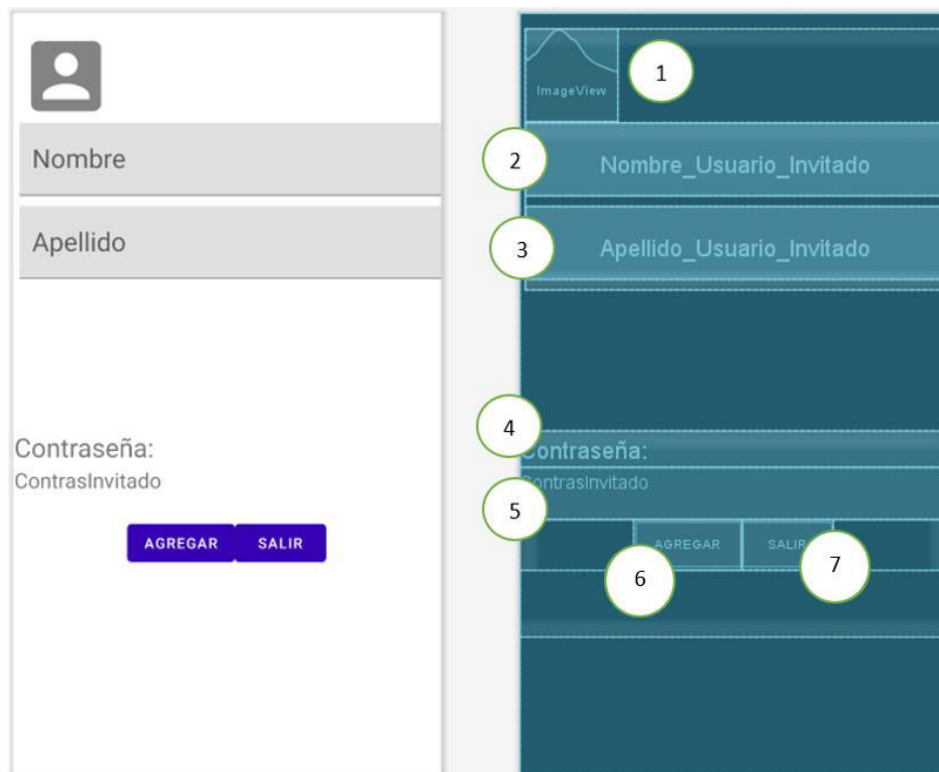 Nombre
Apellido
Contraseña:
ContrasInvitado
AGREGAR SALIR
ImageView
1
2
Nombre_Usuario_Invitado
3
Apellido_Usuario_Invitado
4
Contraseña:
ContrasInvitado
5
AGREGAR SALIR
6
7